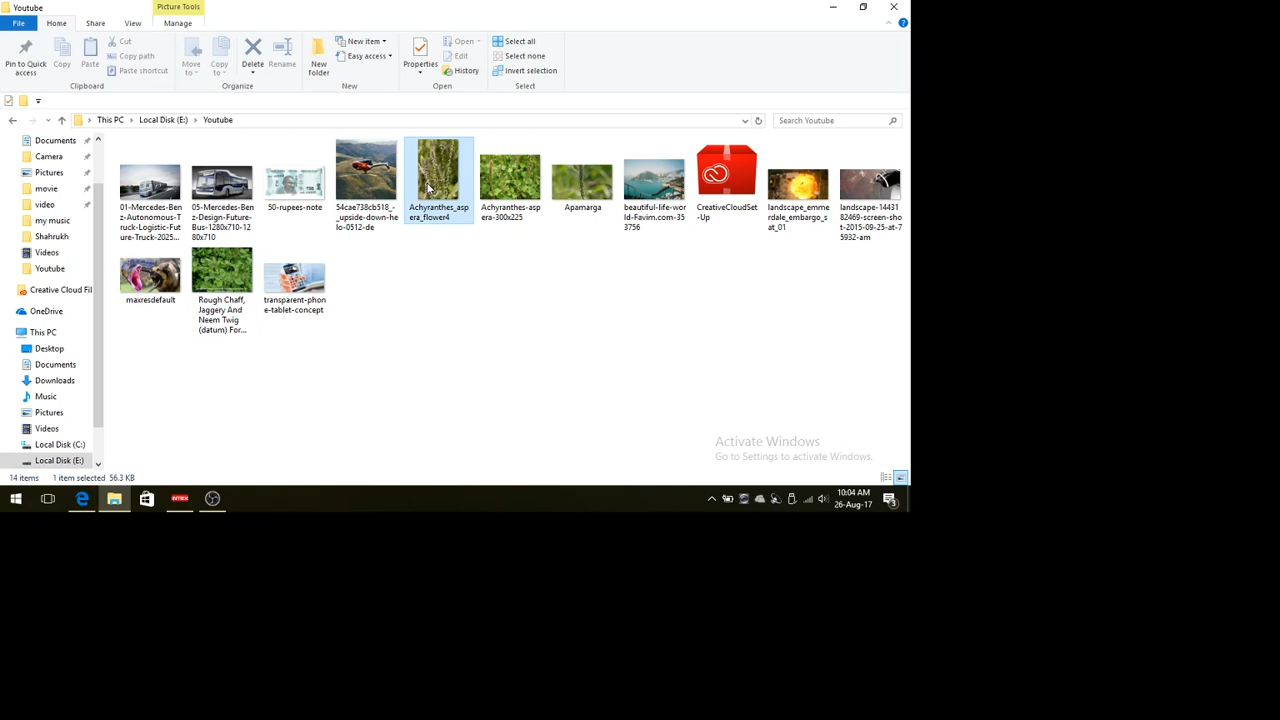 Youtube
Picture Tools
File
Home
Share
View
Manage
Pin to Quick
access
Copy
Paste
Cut
Copy path
Paste shortcut
Clipboard
Move
to
Copy
to
Delete
Rename
Organize
New
folder
New item
Easy access
New
Properties
Open
Edit
History
Open
Select all
Select none
Invert selection
Select
This PC
Local Disk (E:)
Youtube
Search Youtube
Documents
Camera
Pictures
movie
video
my music
Shahrukh
Videos
Youtube
Creative Cloud Fil
OneDrive
This PC
Desktop
Documents
Downloads
Music
Pictures
Videos
Local Disk (C:)
Local Disk (E:)
01-Mercedes-Ben
z-Autonomous-T
ruck-Logistic-Fut
ure-Truck-2025...
05-Mercedes-Ben
z-Design-Future-
Bus-1280x710-12
80x710
50-rupees-note
54cae738cb518_-
_upside-down-he
lo-0512-de
Achyranthes_asp
era_flower4
Achyranthes-asp
era-300x225
Apamarga
beautiful-life-wor
ld-Favim.com-35
3756
CreativeCloudSet
-Up
landscape_emme
rdale_embargo_s
at_01
landscape-14431
82469-screen-sho
t-2015-09-25-at-7
5932-am
maxresdefault
Rough Chaff,
Jaggery And
Neem Twig
(datum) For...
transparent-phon
e-tablet-concept
Activate Windows
Go to Settings to activate Windows.
14 items
1 item selected 56.3 KB
INTEX
10:04 AM
26-Aug-17
3